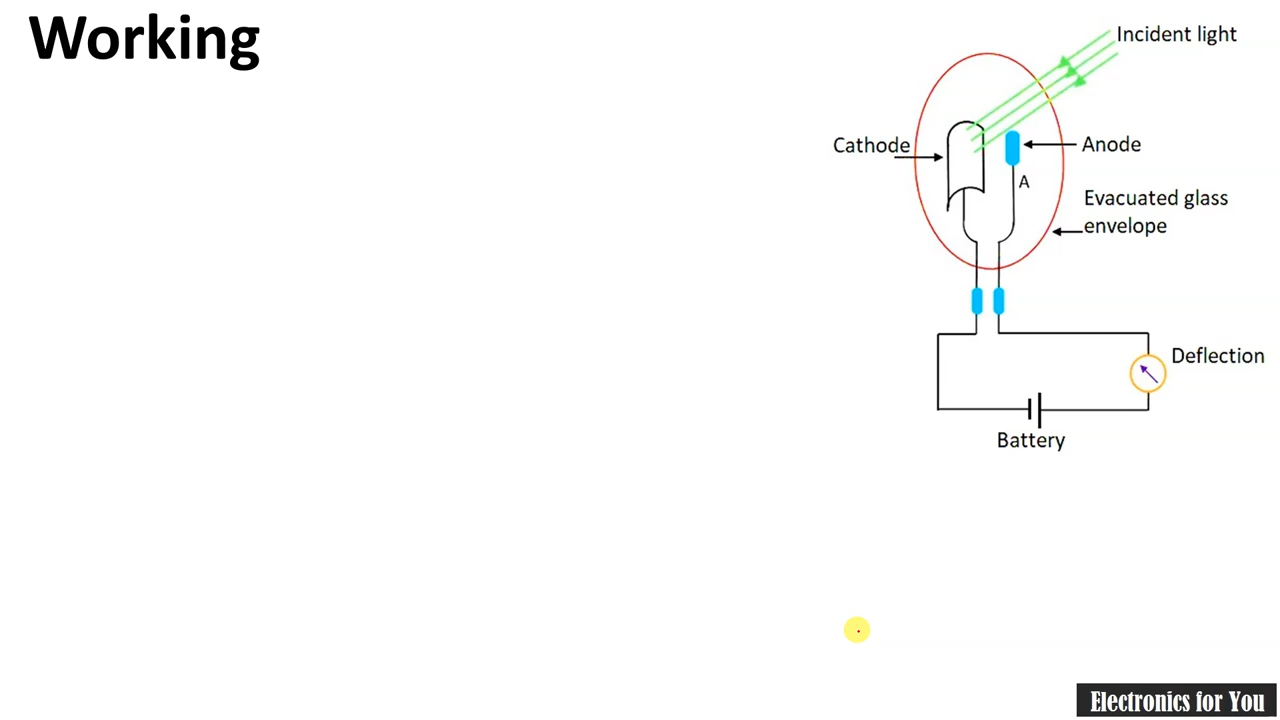 Working
Incident light
Cathode
Anode
A
Evacuated glass
envelope
Deflection
Battery
Electronics for You